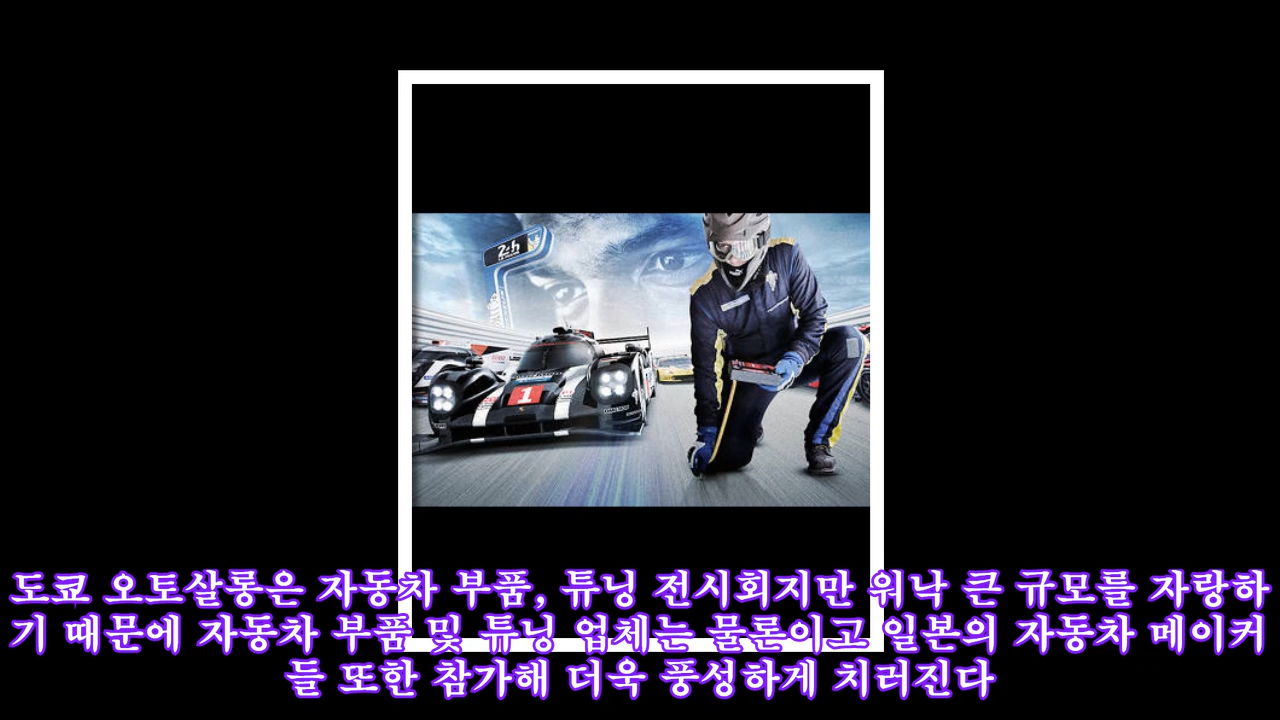 24h
1
도쿄 오토살롱은 자동차 부품, 튜닝 전시회지만 워낙 큰 규모를 자랑하
기 때문에 자동차 부품 및 튜닝 업체는 물론이고 일본의 자동차 메이커
들 또한 참가해 더욱 풍성하게 치러진다